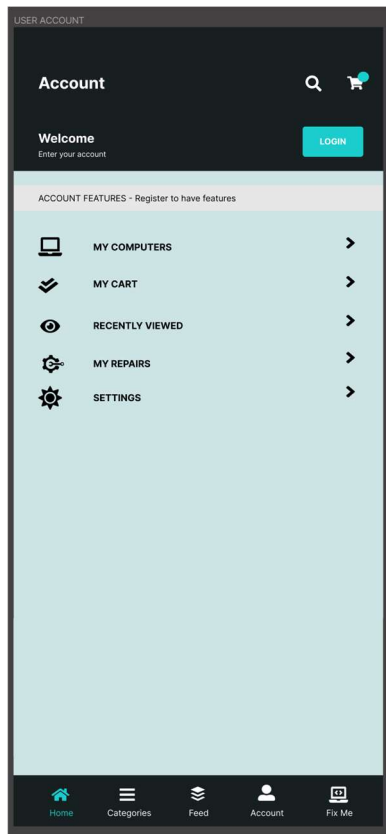 USER ACCOUNT
Account
Welcome
Enter your account
LOGIN
ACCOUNT FEATURES - Register to have features
MY COMPUTERS
MY CART
RECENTLY VIEWED
MY REPAIRS
SETTINGS
Home Categories Feed Account Fix Me